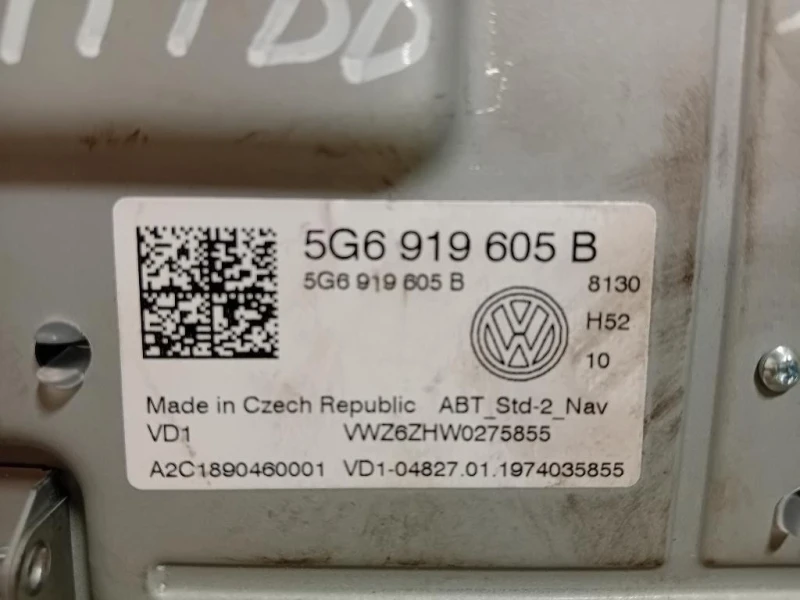 5G6 919 605 B
5G6 919 605 B
8130
H52
10
Made in Czech Republic ABT_Std-2_Nav
VD1 VWZ6ZHW0275855
A2C1890460001 VD1-04827.01.1974035855